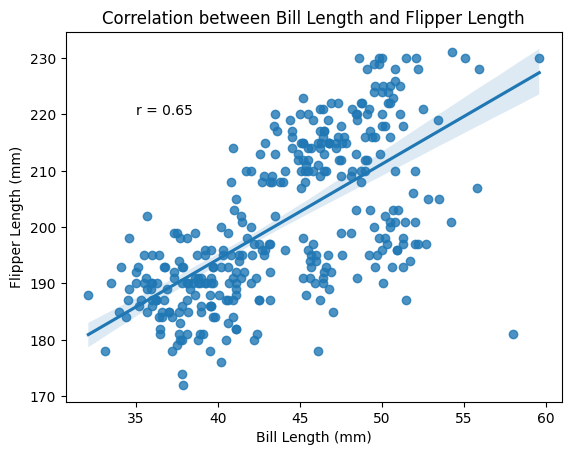 Correlation between Bill Length and Flipper Length
230
220
210
200
190
180
170
Flipper Length (mm)
r = 0.65
35 40 45 50 55 60
Bill Length (mm)